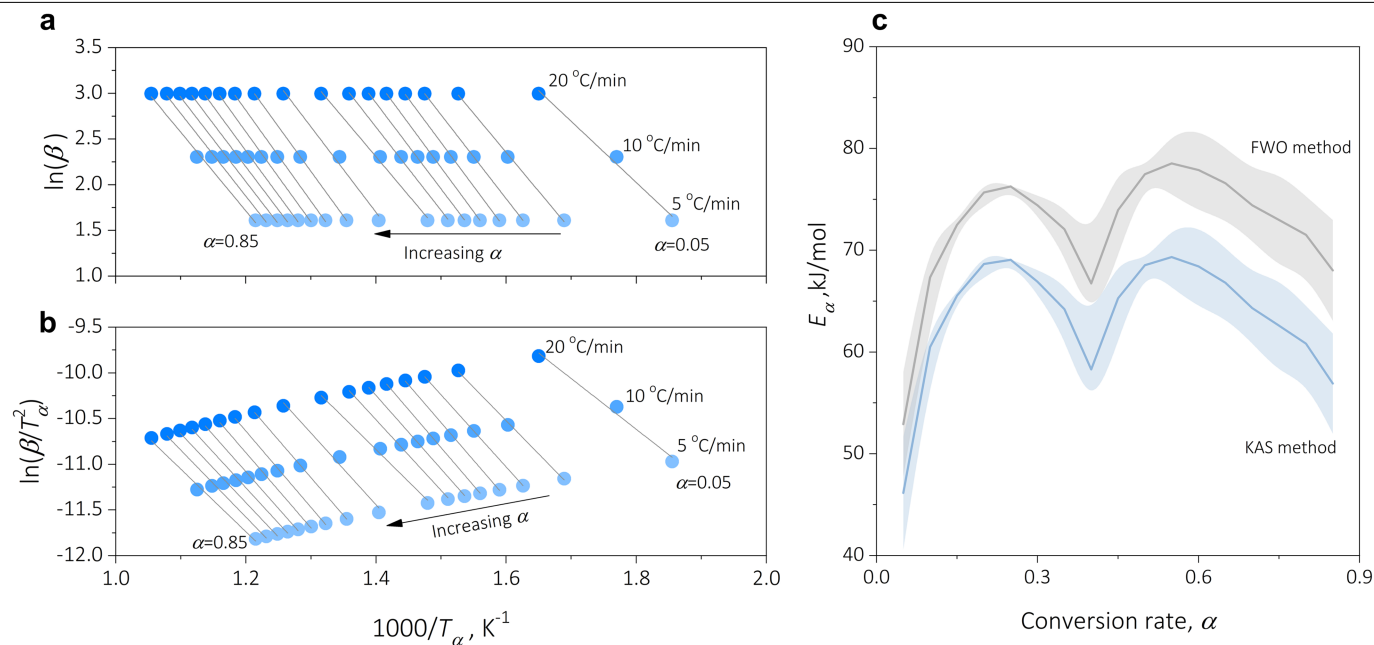 a
3.5
3.0
2.5
2.0
1.5
1.0
ln(β)
20 °C/min
10 °C/min
5 °C/min
α=0.85
Increasing α
α=0.05
b
-9.5
-10.0
-10.5
-11.0
-11.5
-12.0
ln(β/T²α)
20 °C/min
10 °C/min
5 °C/min
α=0.05
α=0.85
Increasing α
1.0 1.2 1.4 1.6 1.8 2.0
1000/Tα, K⁻¹
c
90
80
70
60
50
40
Eα,kJ/mol
FWO method
KAS method
0.0 0.3 0.6 0.9
Conversion rate, α